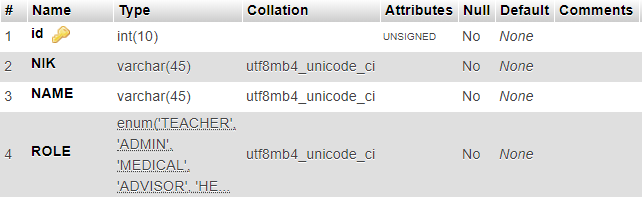 # Name Type Collation Attributes Null Default Comments
1 id int(10) UNSIGNED No None
2 NIK varchar(45) utf8mb4_unicode_ci No None
3 NAME varchar(45) utf8mb4_unicode_ci No None
4 ROLE enum('TEACHER', utf8mb4_unicode_ci No None
'ADMIN',
'MEDICAL',
'ADVISOR', 'HE...